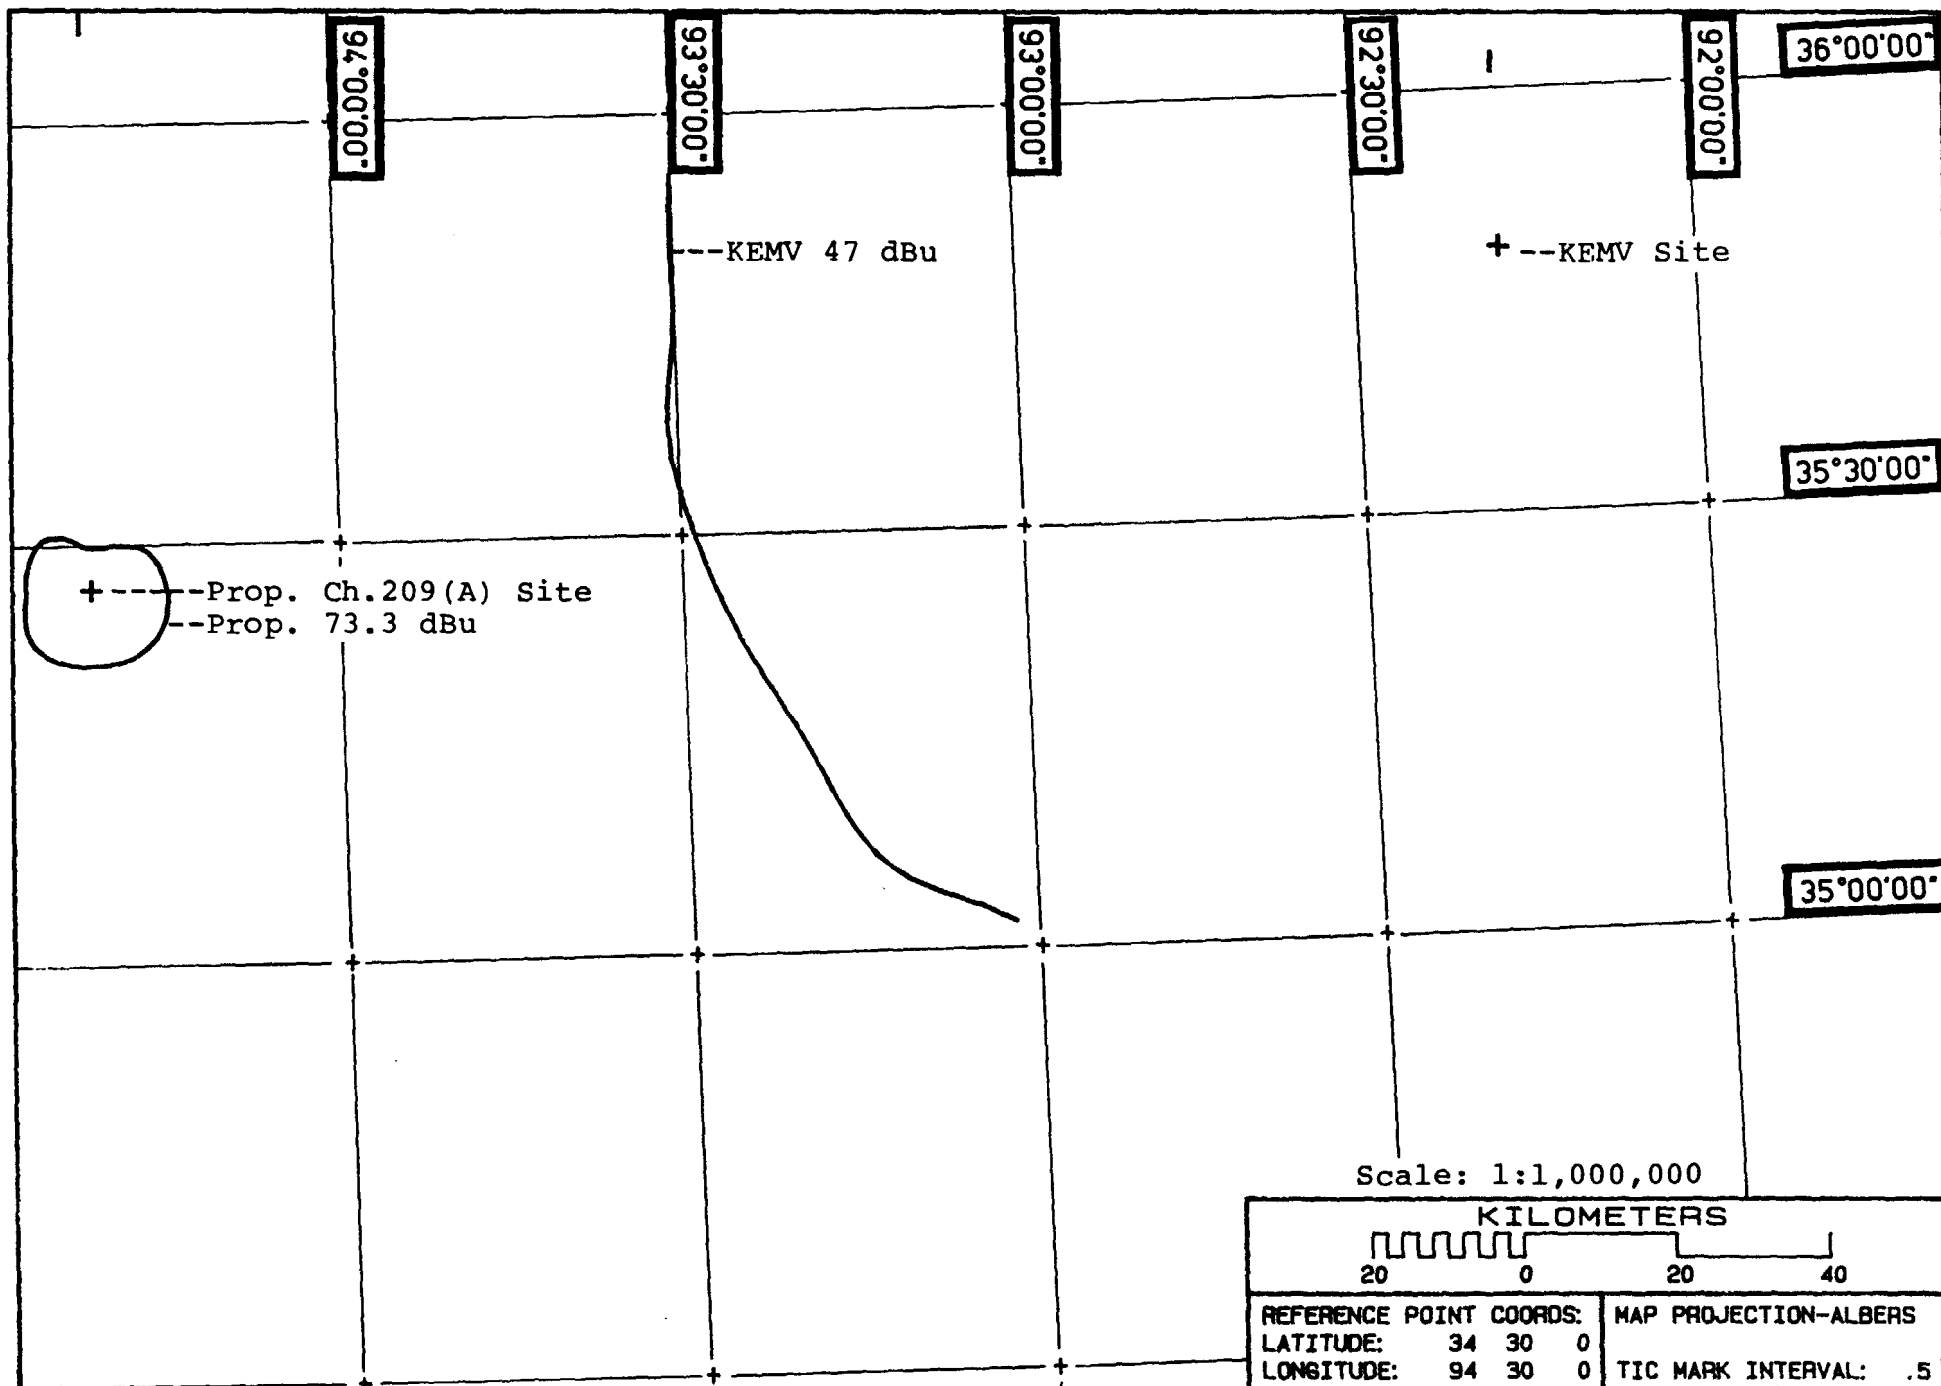 94°00'00"
93°30'00"
93°00'00"
92°30'00"
92°00'00"
36°00'00"
---KEMV 47 dBu
+ --KEMV Site
35°30'00"
+ -----Prop. Ch.209(A) Site
--Prop. 73.3 dBu
35°00'00"
Scale: 1:1,000,000
KILOMETERS
20 0 20 40
REFERENCE POINT COORDS:
LATITUDE: 34 30 0
LONGITUDE: 94 30 0
MAP PROJECTION-ALBERS
TIC MARK INTERVAL: .5